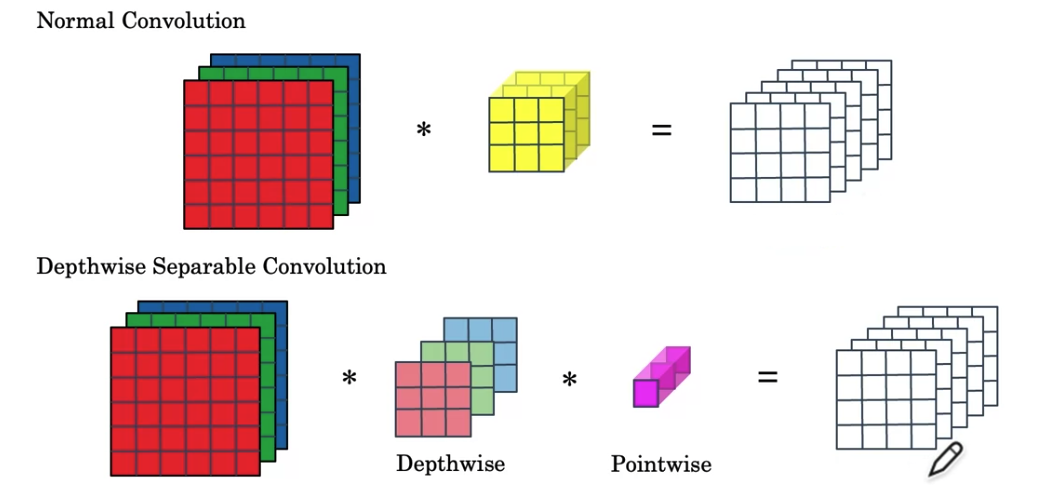 Normal Convolution
* =
Depthwise Separable Convolution
* * =
Depthwise Pointwise